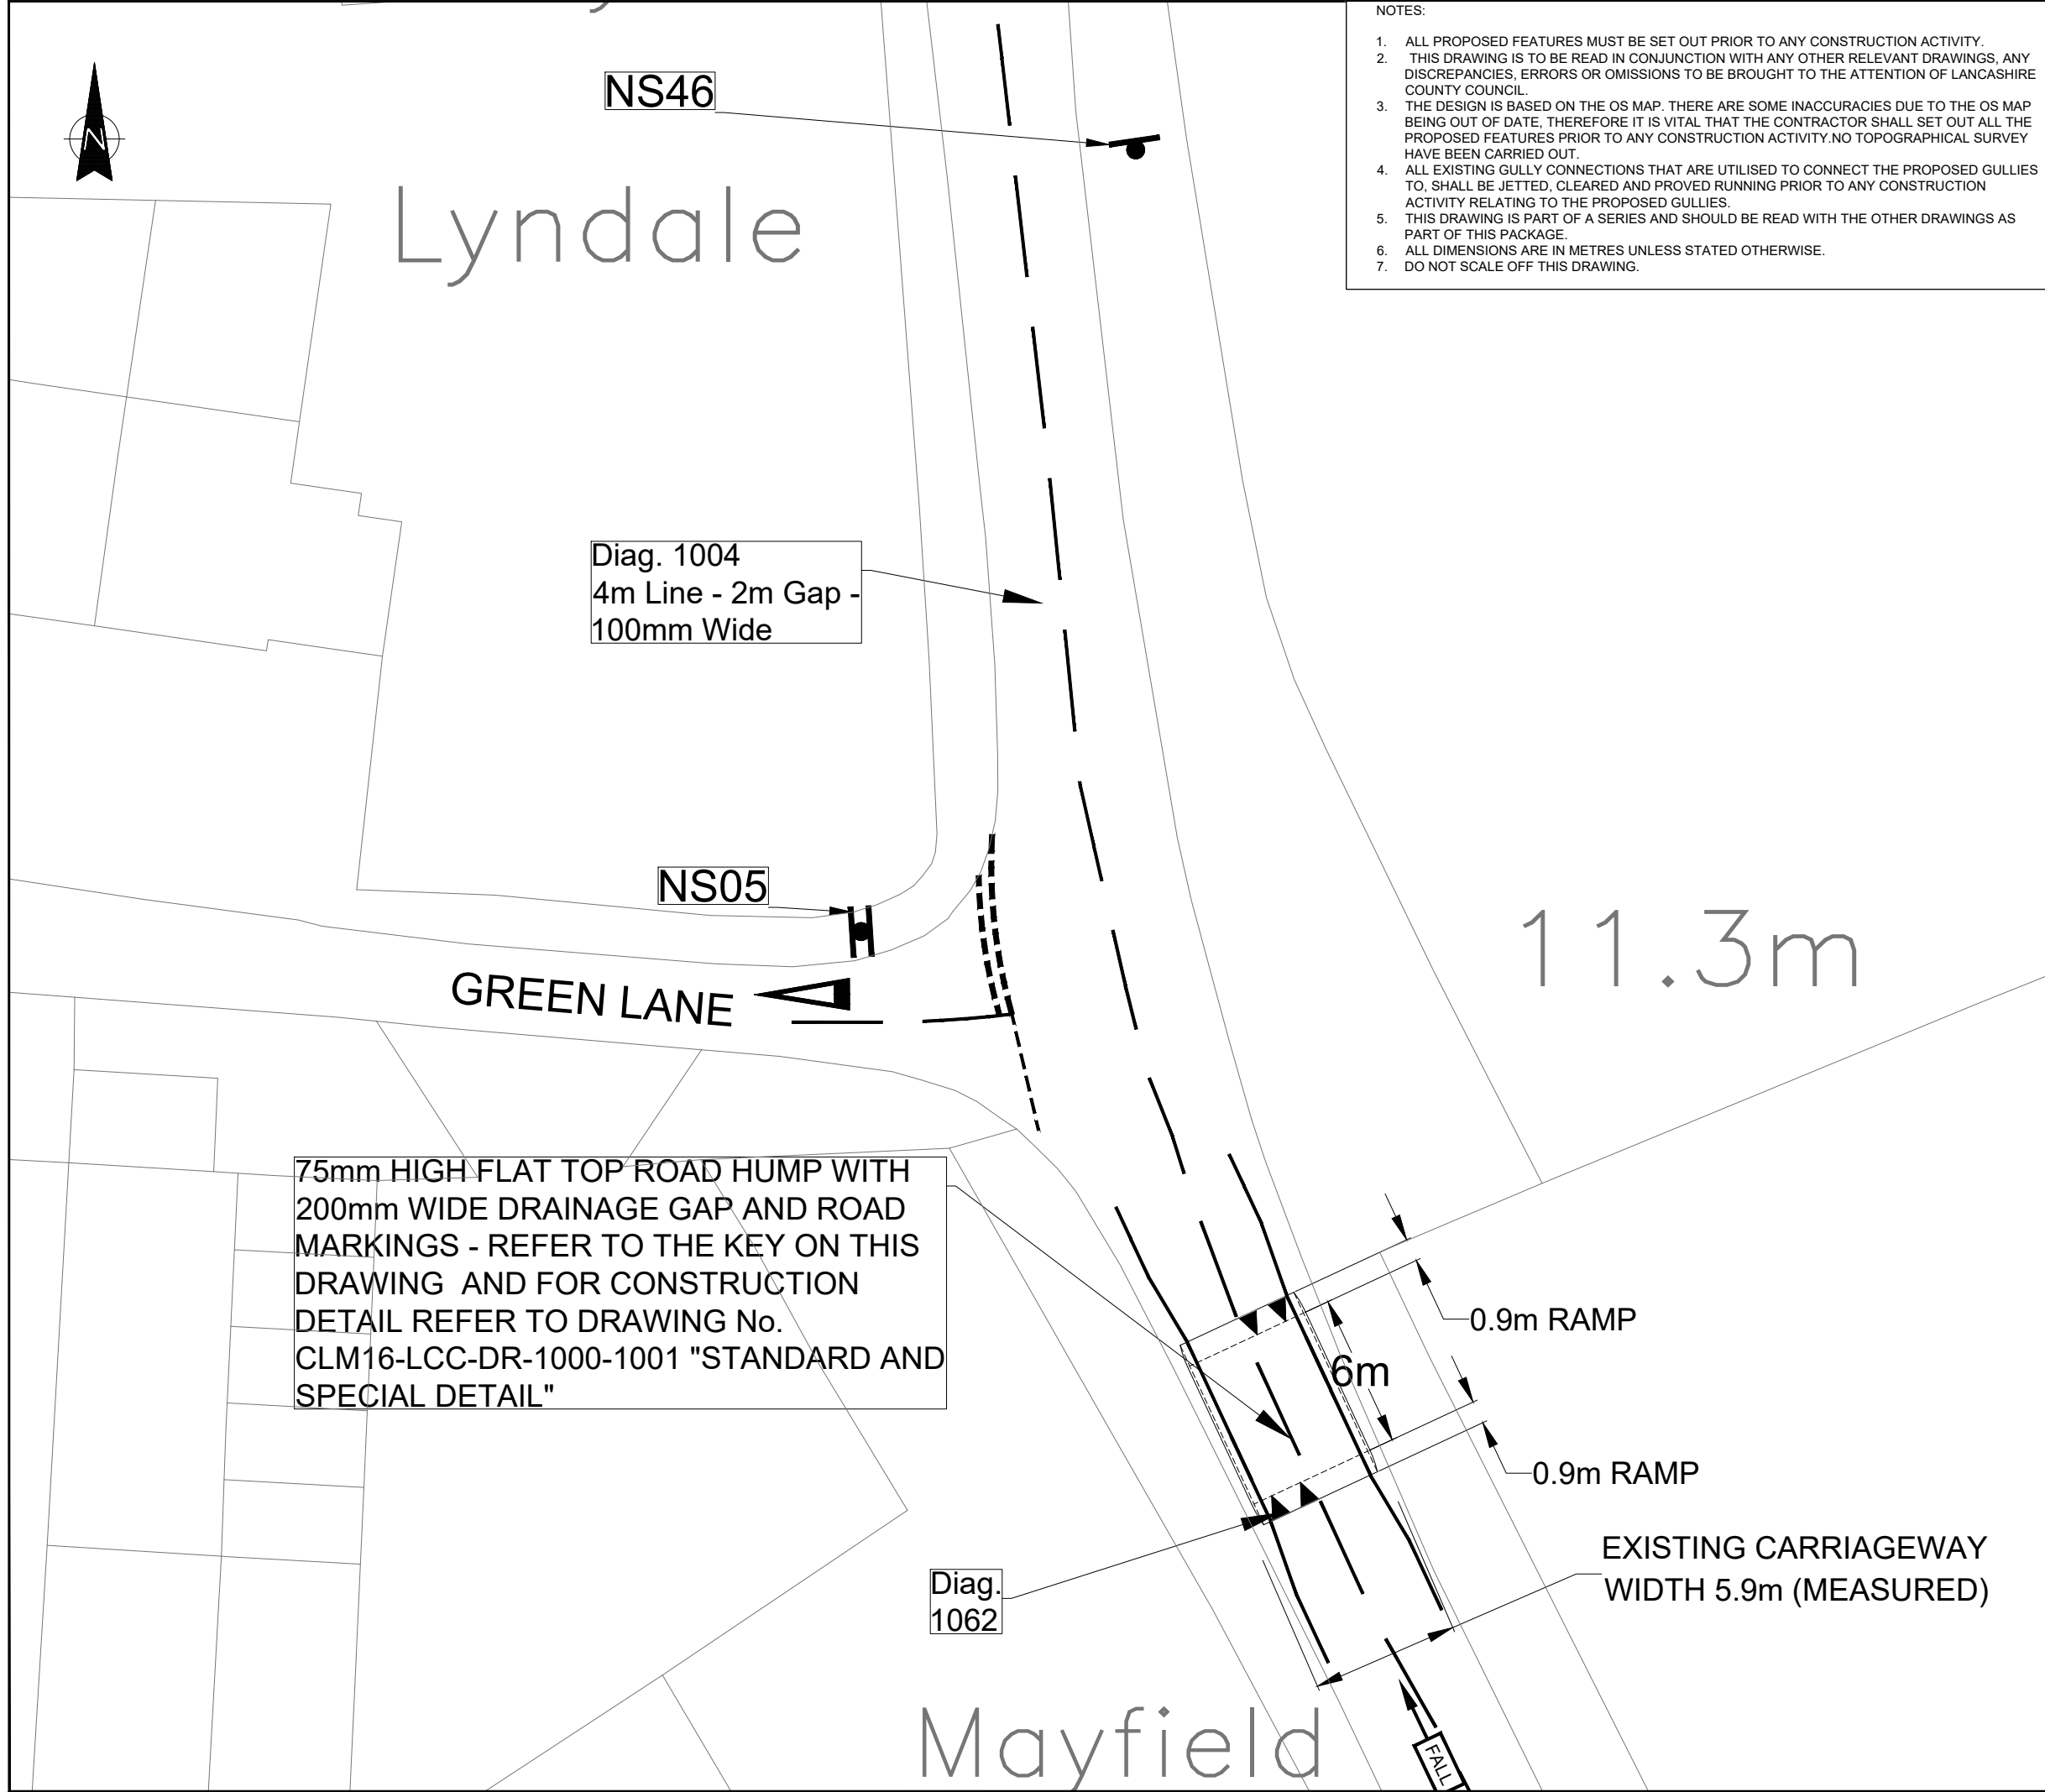 NOTES:
1. ALL PROPOSED FEATURES MUST BE SET OUT PRIOR TO ANY CONSTRUCTION ACTIVITY.
2. THIS DRAWING IS TO BE READ IN CONJUNCTION WITH ANY OTHER RELEVANT DRAWINGS, ANY
DISCREPANCIES, ERRORS OR OMISSIONS TO BE BROUGHT TO THE ATTENTION OF LANCASHIRE
COUNTY COUNCIL.
3. THE DESIGN IS BASED ON THE OS MAP. THERE ARE SOME INACCURACIES DUE TO THE OS MAP
BEING OUT OF DATE, THEREFORE IT IS VITAL THAT THE CONTRACTOR SHALL SET OUT ALL THE
PROPOSED FEATURES PRIOR TO ANY CONSTRUCTION ACTIVITY.NO TOPOGRAPHICAL SURVEY
HAVE BEEN CARRIED OUT.
4. ALL EXISTING GULLY CONNECTIONS THAT ARE UTILISED TO CONNECT THE PROPOSED GULLIES
TO, SHALL BE JETTED, CLEARED AND PROVED RUNNING PRIOR TO ANY CONSTRUCTION
ACTIVITY RELATING TO THE PROPOSED GULLIES.
5. THIS DRAWING IS PART OF A SERIES AND SHOULD BE READ WITH THE OTHER DRAWINGS AS
PART OF THIS PACKAGE.
6. ALL DIMENSIONS ARE IN METRES UNLESS STATED OTHERWISE.
7. DO NOT SCALE OFF THIS DRAWING.
N
NS46
Lyndale
Diag. 1004
4m Line - 2m Gap -
100mm Wide
NS05
GREEN LANE
11.3m
75mm HIGH FLAT TOP ROAD HUMP WITH
200mm WIDE DRAINAGE GAP AND ROAD
MARKINGS - REFER TO THE KEY ON THIS
DRAWING AND FOR CONSTRUCTION
DETAIL REFER TO DRAWING No.
CLM16-LCC-DR-1000-1001 "STANDARD AND
SPECIAL DETAIL"
0.9m RAMP
6m
0.9m RAMP
EXISTING CARRIAGEWAY
WIDTH 5.9m (MEASURED)
Diag.
1062
Mayfield
FALL